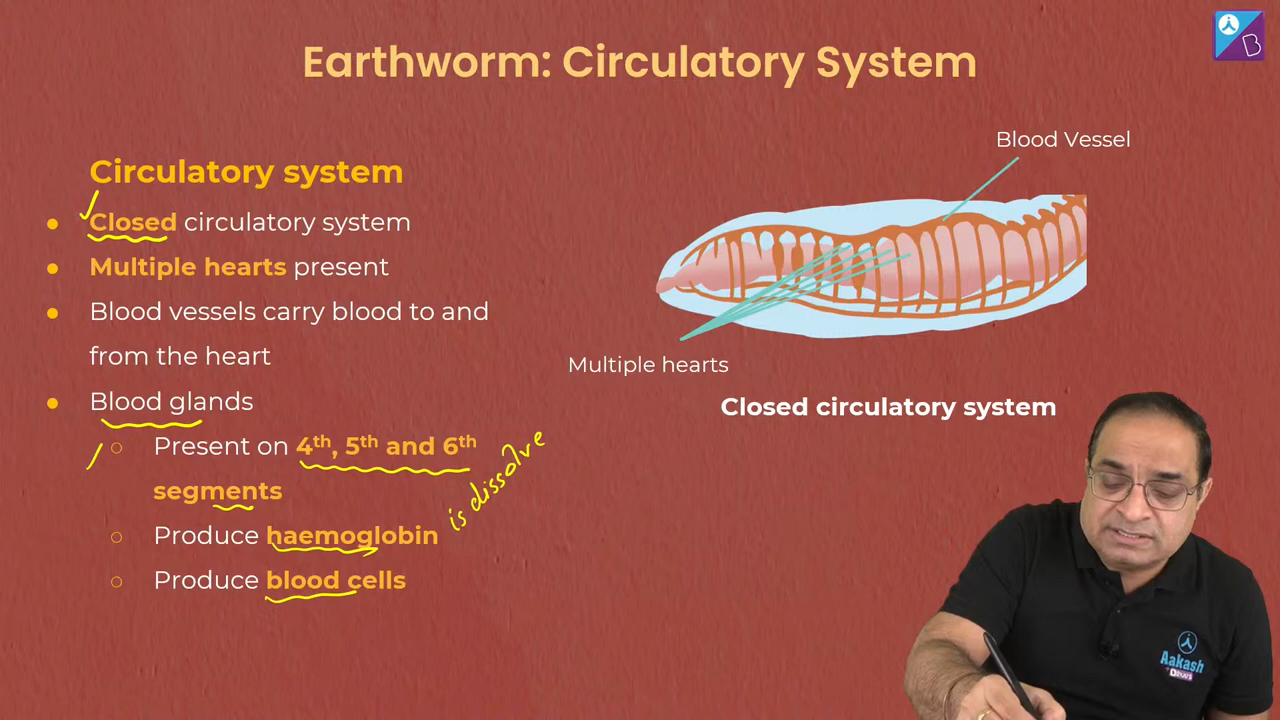 Earthworm: Circulatory System
Blood Vessel
Circulatory system
Closed circulatory system
Multiple hearts present
Blood vessels carry blood to and
from the heart
Multiple hearts
Blood glands
Closed circulatory system
Present on 4th, 5th and 6th
segments
is dissolve
Produce haemoglobin
Produce blood cells
Aakash
BYJU'S